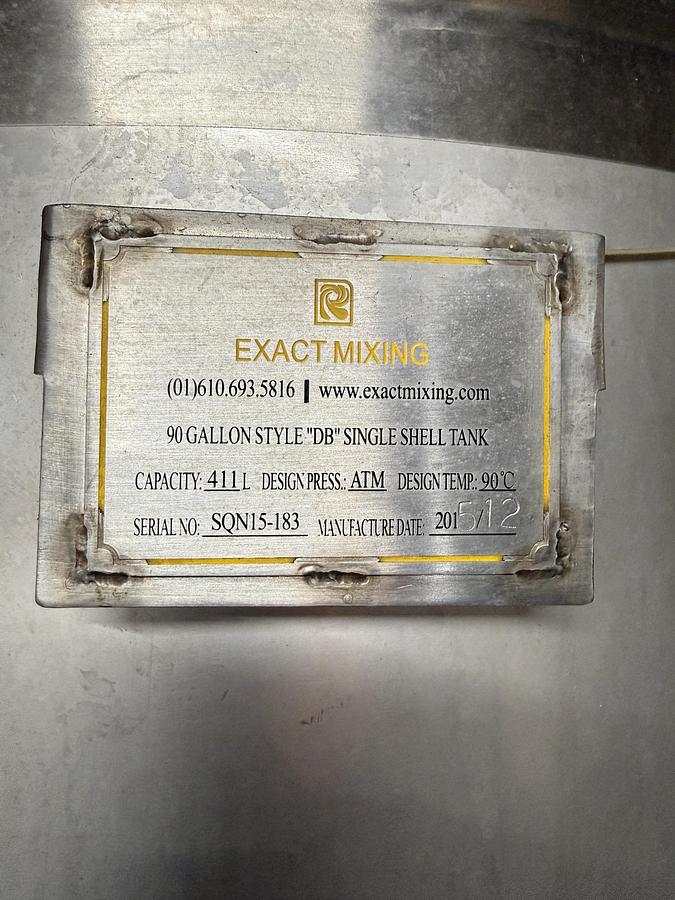 EXACT MIXING
(01)610.693.5816 | www.exactmixing.com
90 GALLON STYLE "DB" SINGLE SHELL TANK
CAPACITY: 411 L DESIGN PRESS.: ATM DESIGN TEMP.: 90°C
SERIAL NO: SQN15-183 MANUFACTURE DATE: 2015/12